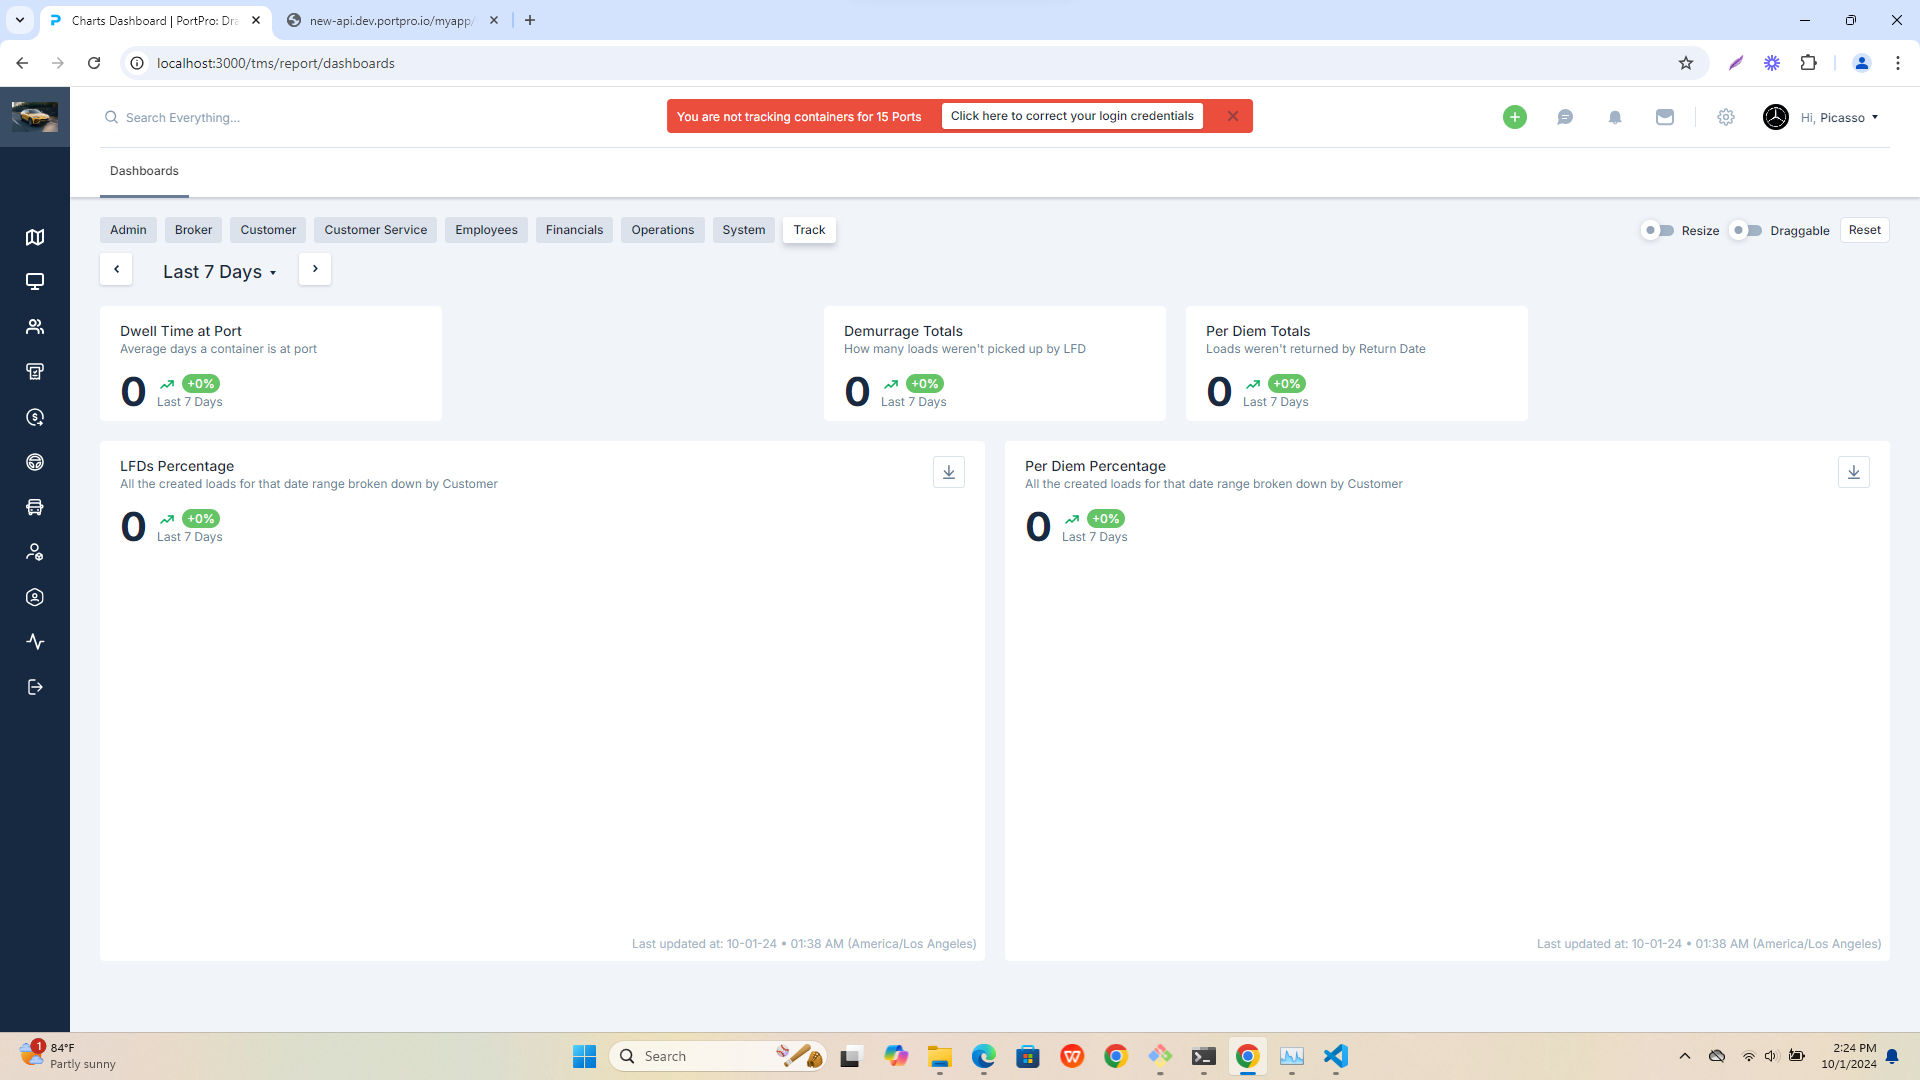 Charts Dashboard | PortPro: Dra
new-api.dev.portpro.io/myapp/
localhost:3000/tms/report/dashboards
Search Everything...
You are not tracking containers for 15 Ports
Click here to correct your login credentials
Hi, Picasso
Dashboards
Admin
Broker
Customer
Customer Service
Employees
Financials
Operations
System
Track
Resize
Draggable
Reset
Last 7 Days
Dwell Time at Port
Average days a container is at port
0
+0%
Last 7 Days
Demurrage Totals
How many loads weren't picked up by LFD
0
+0%
Last 7 Days
Per Diem Totals
Loads weren't returned by Return Date
0
+0%
Last 7 Days
LFDs Percentage
All the created loads for that date range broken down by Customer
0
+0%
Last 7 Days
Last updated at: 10-01-24 • 01:38 AM (America/Los Angeles)
Per Diem Percentage
All the created loads for that date range broken down by Customer
0
+0%
Last 7 Days
Last updated at: 10-01-24 • 01:38 AM (America/Los Angeles)
1
84°F
Partly sunny
Search
2:24 PM
10/1/2024